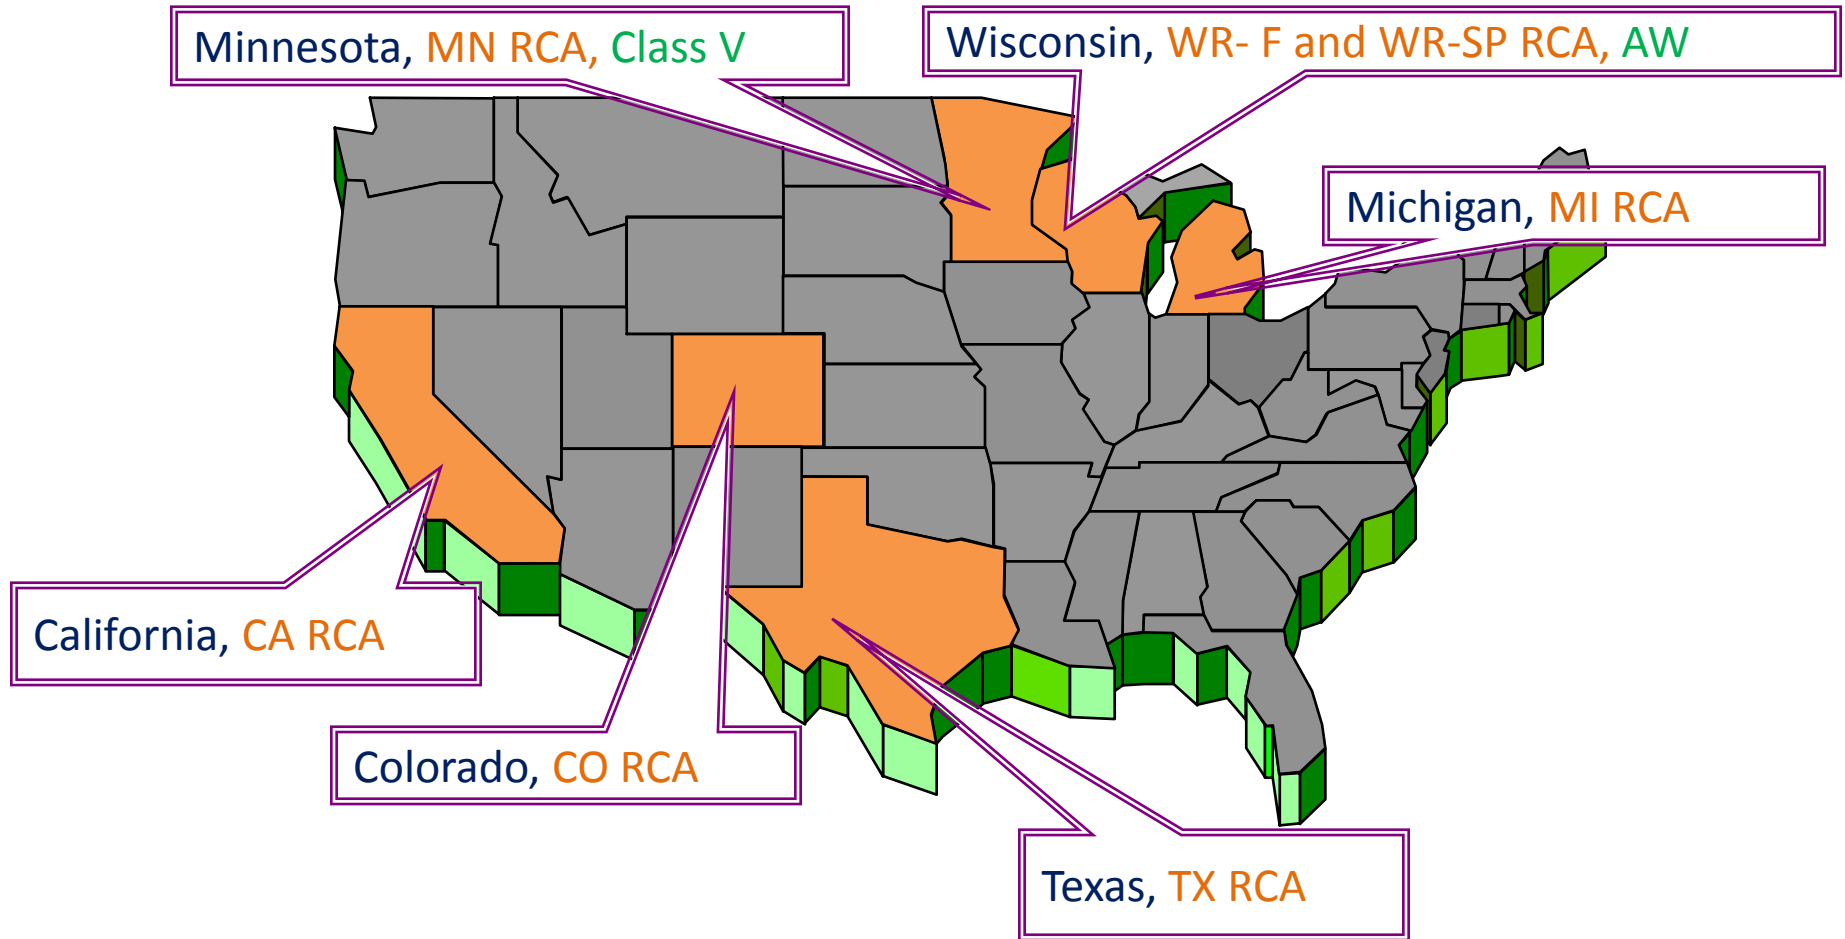 Minnesota, MN RCA, Class V
Wisconsin, WR- F and WR-SP RCA, AW
Michigan, MI RCA
California, CA RCA
Colorado, CO RCA
Texas, TX RCA